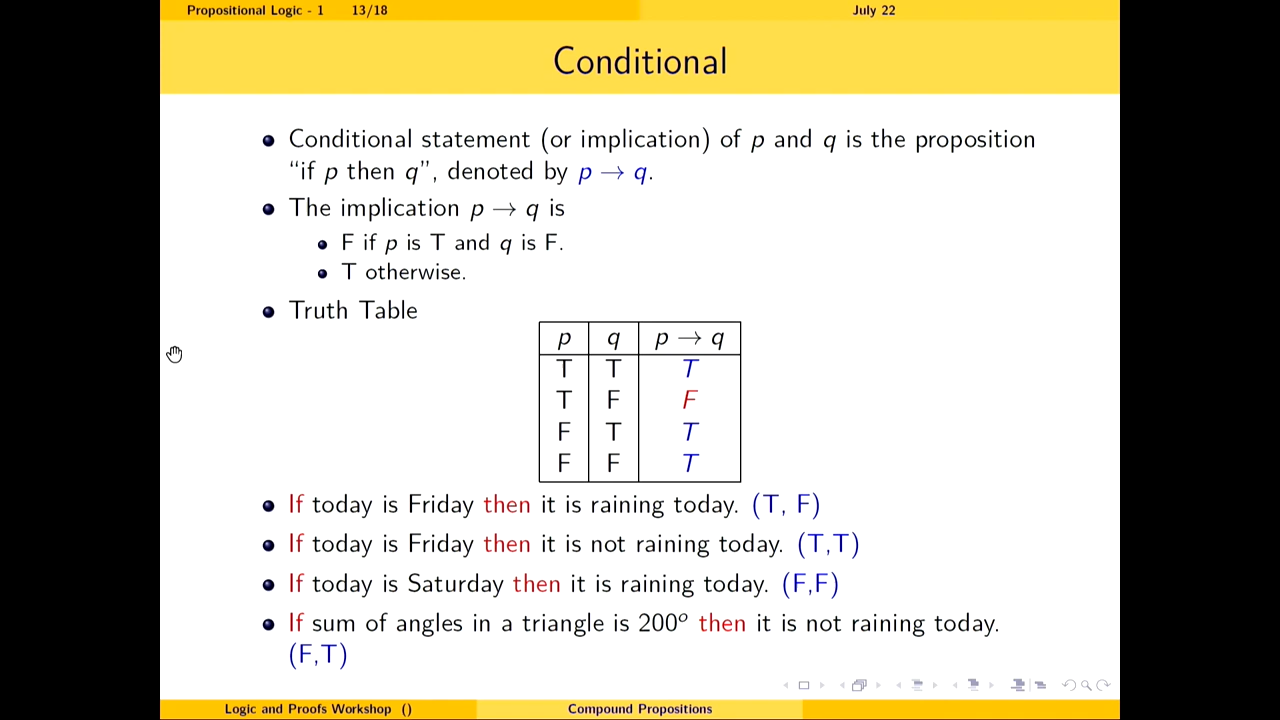 Propositional Logic - 1 13/18 July 22
Conditional
Conditional statement (or implication) of p and q is the proposition
“if p then q”, denoted by p → q.
The implication p → q is
F if p is T and q is F.
T otherwise.
Truth Table
p q p → q
T T T
T F F
F T T
F F T
If today is Friday then it is raining today. (T, F)
If today is Friday then it is not raining today. (T,T)
If today is Saturday then it is raining today. (F,F)
If sum of angles in a triangle is 200° then it is not raining today.
(F,T)
Logic and Proofs Workshop () Compound Propositions